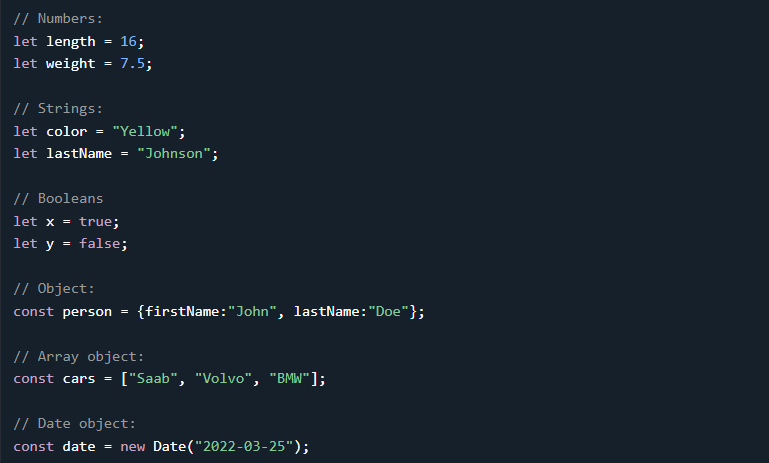 // Numbers:
let length = 16;
let weight = 7.5;
// Strings:
let color = "Yellow";
let lastName = "Johnson";
// Booleans
let x = true;
let y = false;
// Object:
const person = {firstName:"John", lastName:"Doe"};
// Array object:
const cars = ["Saab", "Volvo", "BMW"];
// Date object:
const date = new Date("2022-03-25");